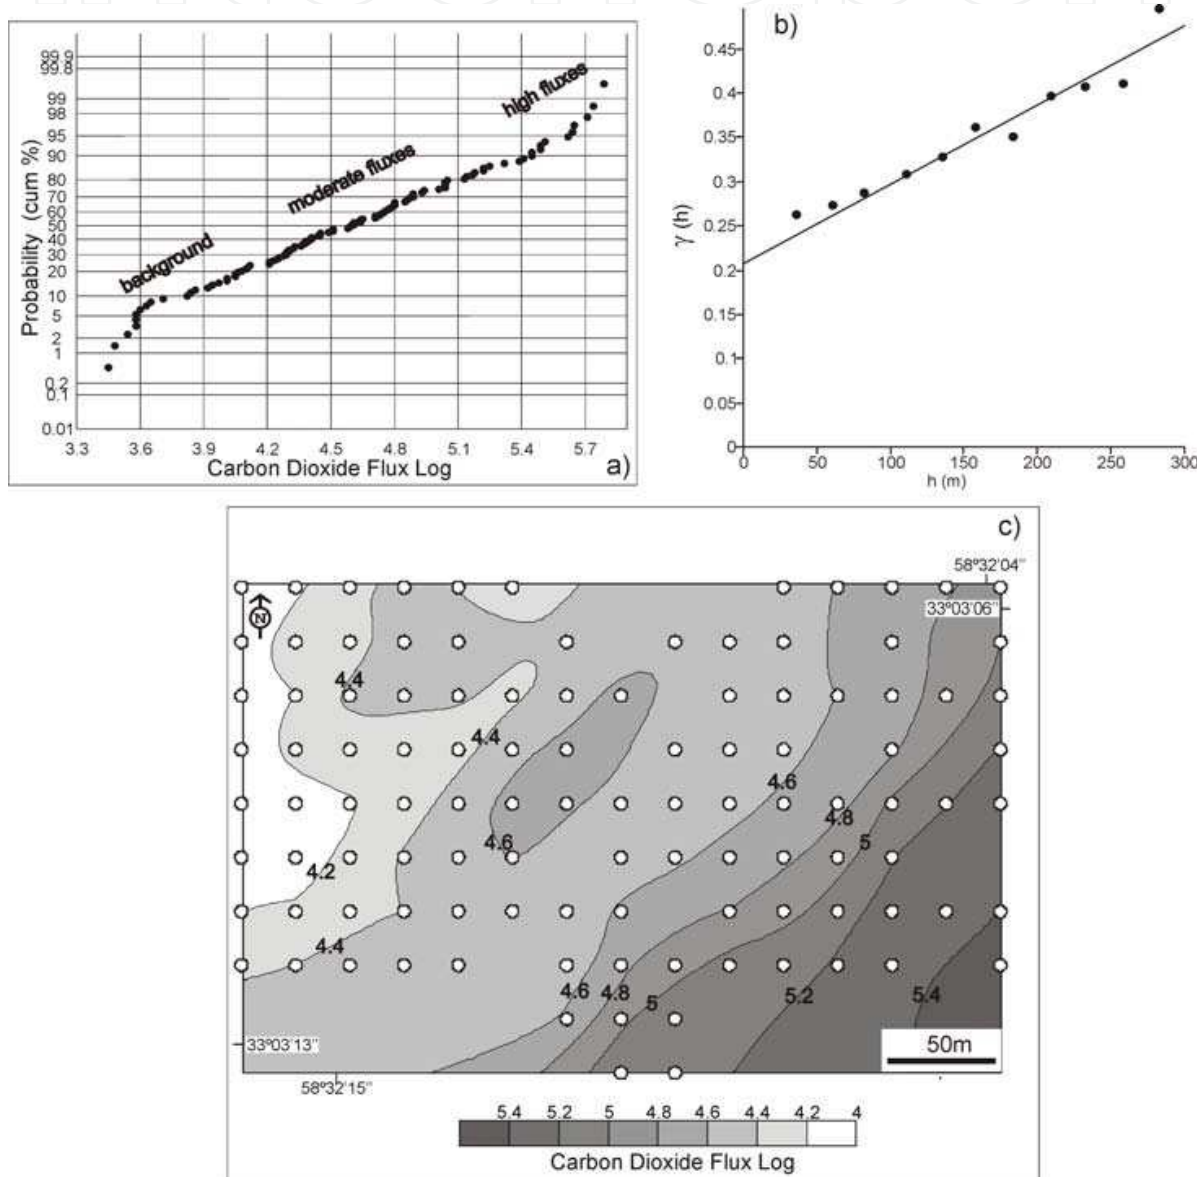 99.9
99.8
99
98
95
90
80
70
60
50
40
30
20
10
5
2
1
0.2
0.1
0.01
Probability (cum %)
background
moderate fluxes
high fluxes
3.3 3.6 3.9 4.2 4.5 4.8 5.1 5.4 5.7
Carbon Dioxide Flux Log
a)
b)
0.45
0.4
0.35
0.3
0.25
0.2
0.15
0.1
0.05
0
γ (h)
0 50 100 150 200 250 300
h (m)
c)
58º32'04''
33º03'06''
N
4.4
4.4
4.6
4.6
4.8
5
4.2
4.4
4.6 4.8 5 5.2 5.4
33º03'13''
50m
58º32'15''
5.4 5.2 5 4.8 4.6 4.4 4.2 4
Carbon Dioxide Flux Log